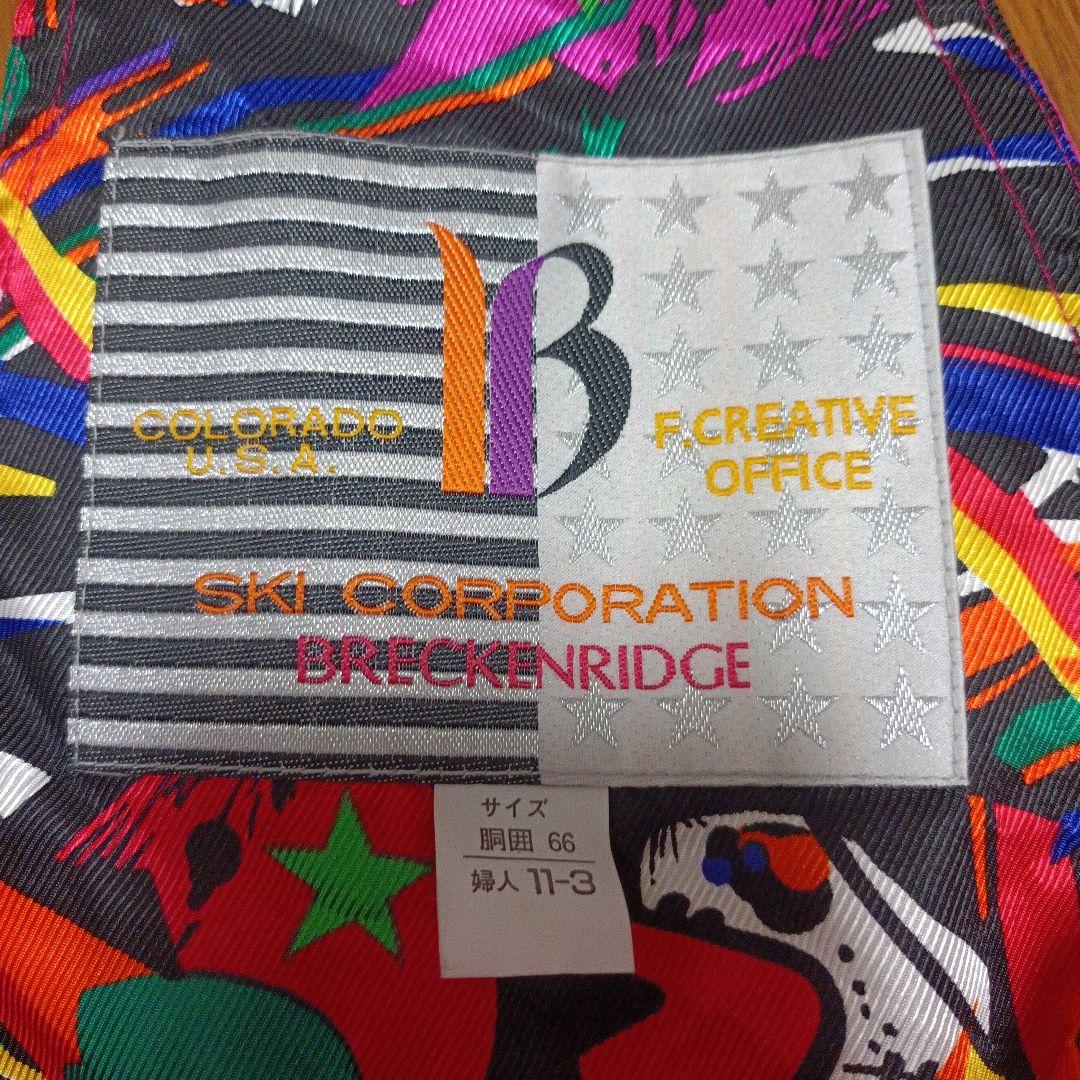 B
COLORADO
U.S.A.
F.CREATIVE
OFFICE
SKI CORPORATION
BRECKENRIDGE
サイズ
胴囲 66
婦人 11-3